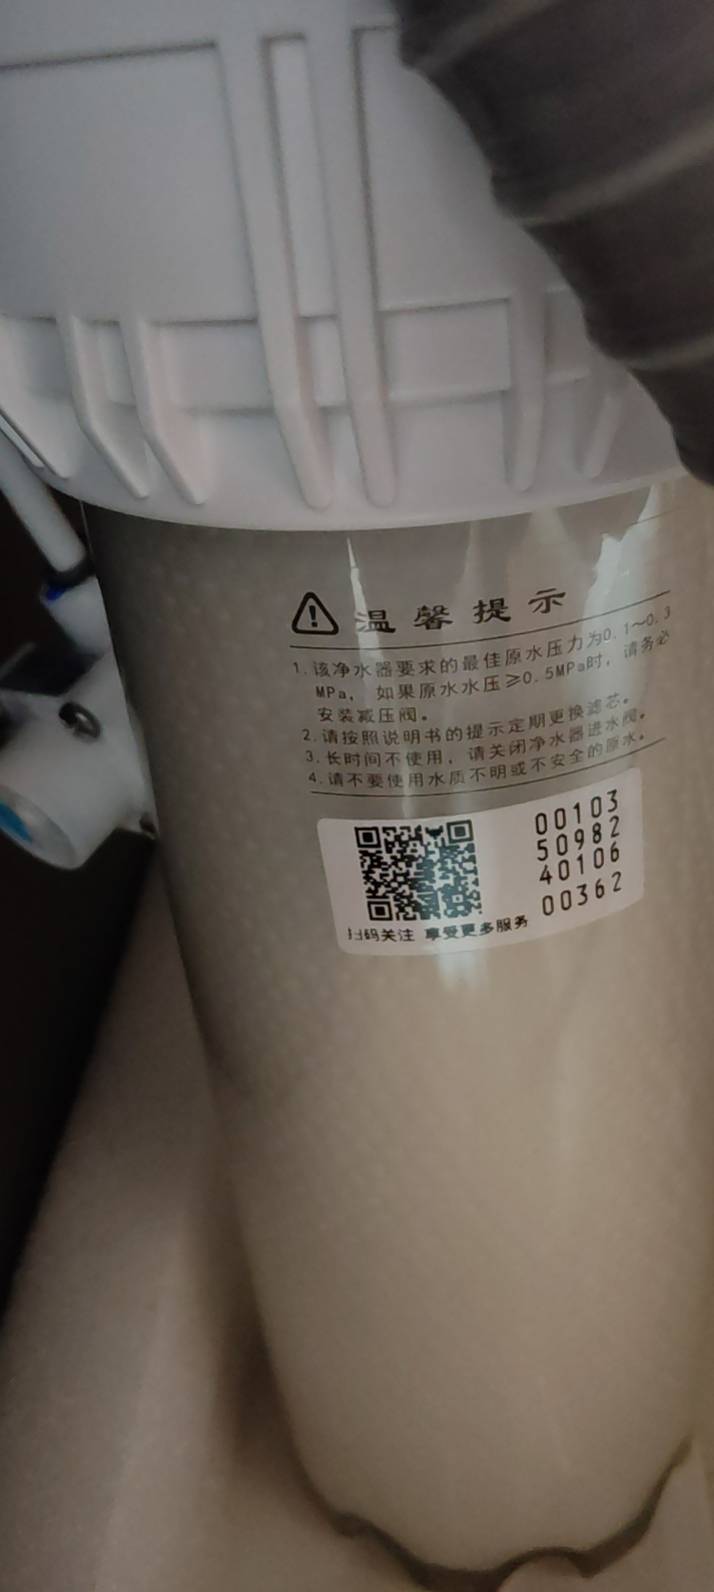 温馨提示
1. 该净水器要求的最佳原水压力为0.1～0.3
MPa, 如果原水水压≥0.5MPa时, 请务必
安装减压阀。
2. 请按照说明书的提示定期更换滤芯。
3. 长时间不使用, 请关闭净水器进水阀。
4. 请不要使用水质不明或不安全的原水。
00103
50982
40106
00362
扫码关注 享受更多服务